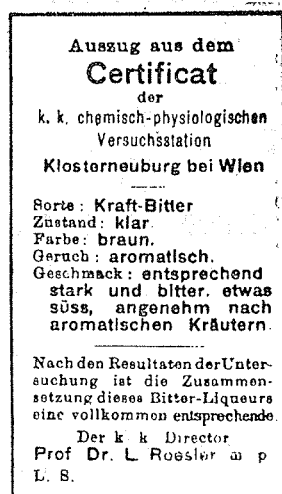 Auszug aus dem
Certificat
der
k. k. chemisch-physiologischen
Versuchsstation
Klosterneuburg bei Wien
Sorte: Kraft-Bitter
Zustand: klar
Farbe: braun.
Geruch: aromatisch.
Geschmack: entsprechend
stark und bitter, etwas
süss, angenehm nach
aromatischen Kräutern
Nach den Resultaten der Unter-
suchung ist die Zusammen-
setzung dieses Bitter-Liqueurs
eine vollkommen entsprechende.
Der k k Director
Prof Dr. L. Roesler m p
L. S.